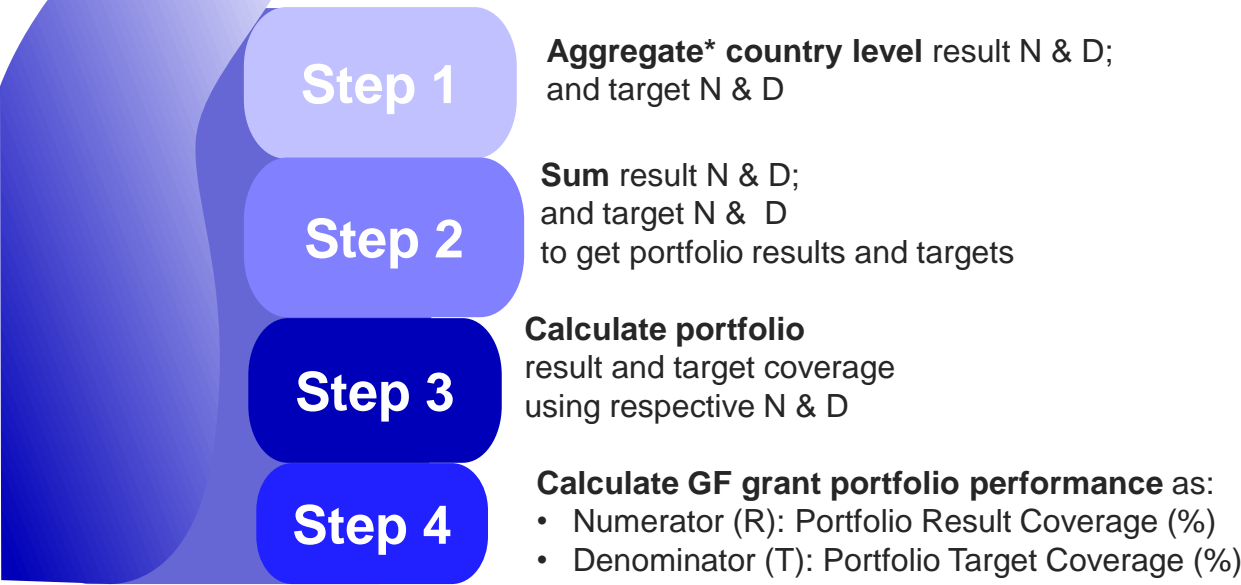 Step 1
Aggregate* country level result N & D;
and target N & D
Step 2
Sum result N & D;
and target N &  D
to get portfolio results and targets
Step 3
Calculate portfolio
result and target coverage
using respective N & D
Step 4
Calculate GF grant portfolio performance as:
• Numerator (R): Portfolio Result Coverage (%)
• Denominator (T): Portfolio Target Coverage (%)